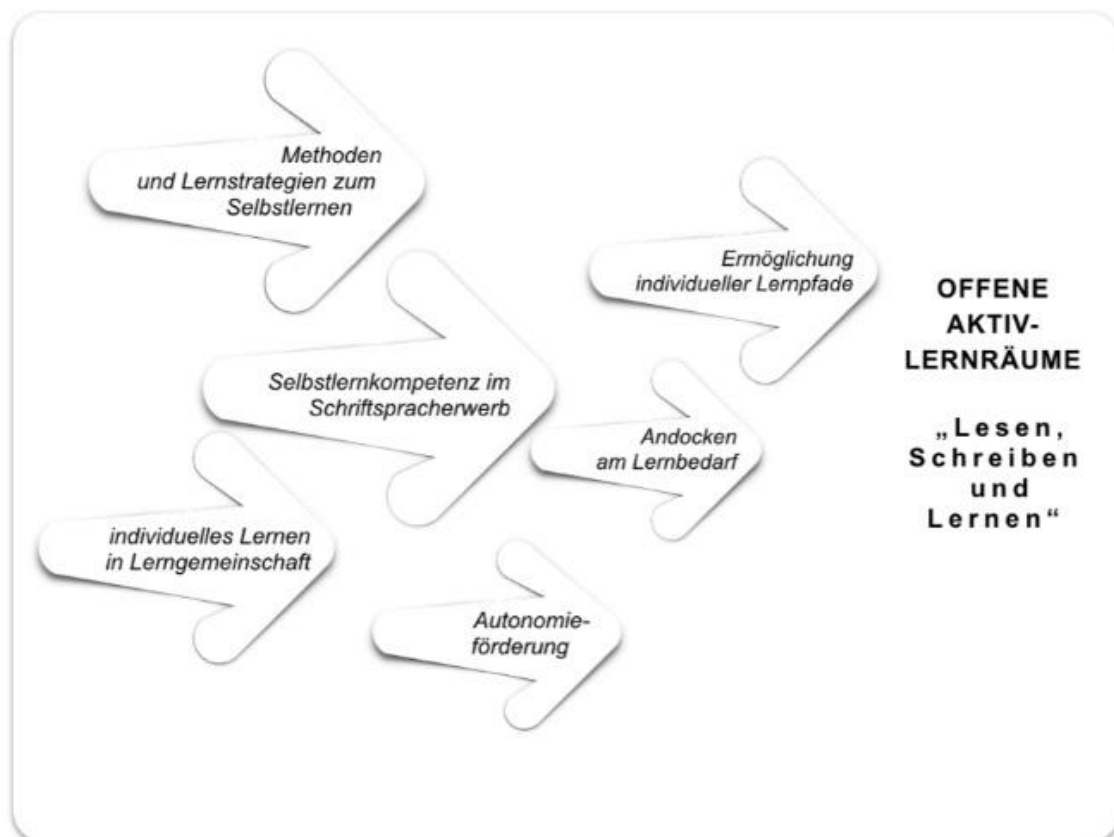 Methoden
und Lernstrategien zum
Selbstlernen
Ermöglichung
individueller Lernpfade
OFFENE
AKTIV-
LERNRÄUME
„Lesen,
Schreiben
und
Lernen“
Selbstlernkompetenz im
Schriftspracherwerb
Andocken
am Lernbedarf
individuelles Lernen
in Lerngemeinschaft
Autonomie-
förderung